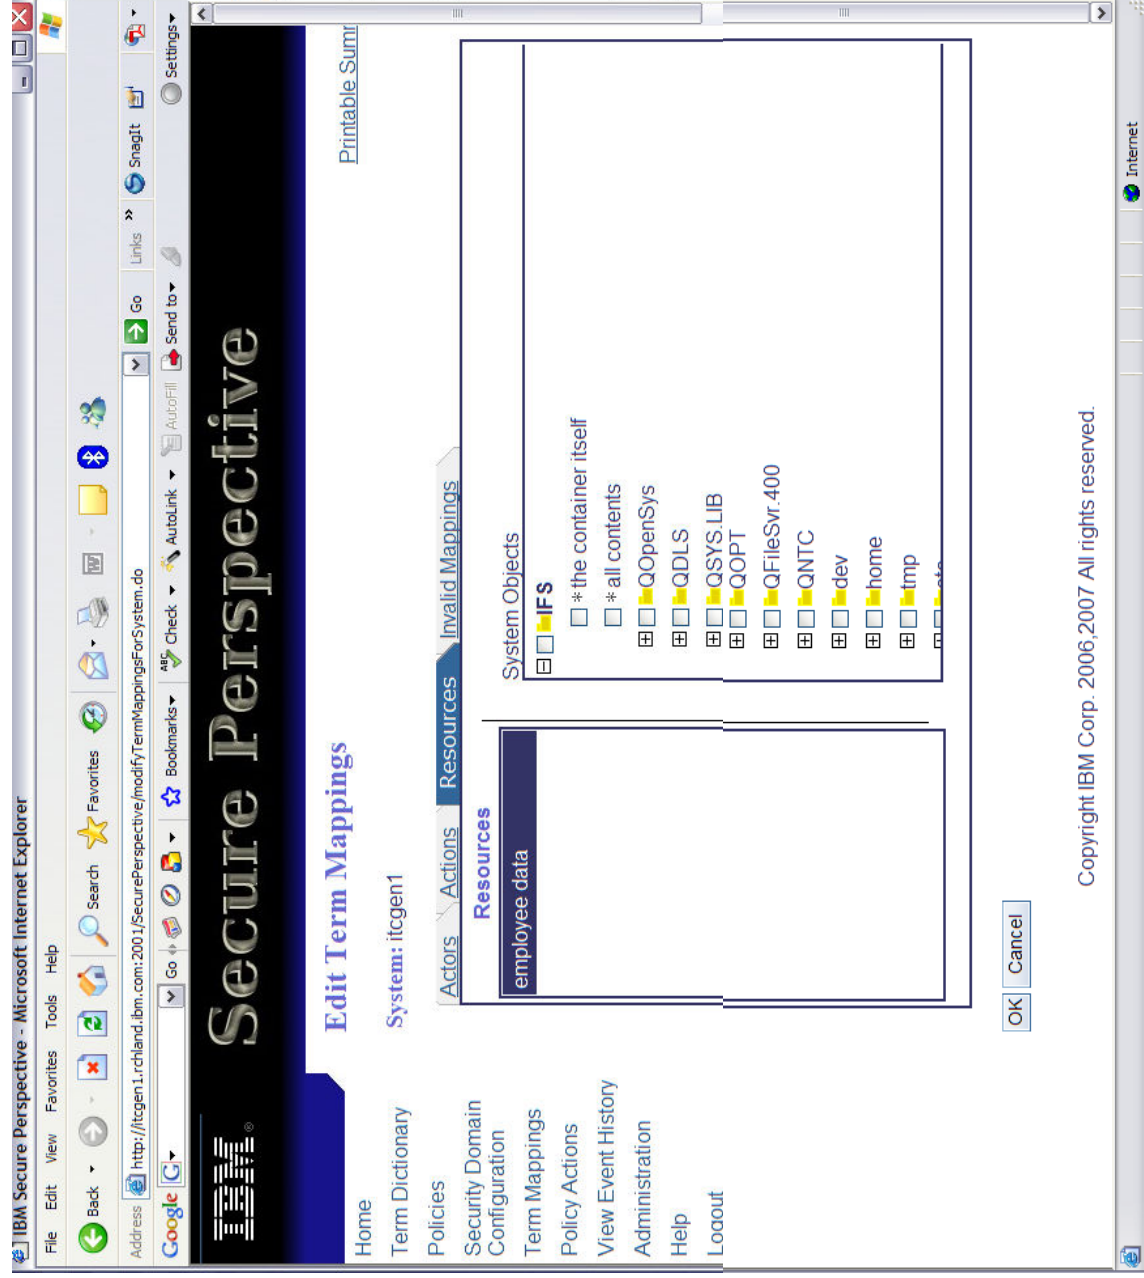 IBM Secure Perspective - Microsoft Internet Explorer
File Edit View Favorites Tools Help
Back Search Favorites
Address http://itcgen1.rchland.ibm.com:2001/SecurePerspective/modifyTermMappingsForSystem.do Go Links » SnagIt
Google G Go Bookmarks ABC Check AutoLink AutoFill Send to Settings
IBM ® Secure Perspective
Home
Term Dictionary
Policies
Security Domain
Configuration
Term Mappings
Policy Actions
View Event History
Administration
Help
Logout
Edit Term Mappings
Printable Summ
System: itcgen1
Actors Actions Resources Invalid Mappings
Resources
employee data
System Objects
IFS
* the container itself
* all contents
QOpenSys
QDLS
QSYS.LIB
QOPT
QFileSvr.400
QNTC
dev
home
tmp
OK Cancel
Copyright IBM Corp. 2006,2007 All rights reserved.
Internet